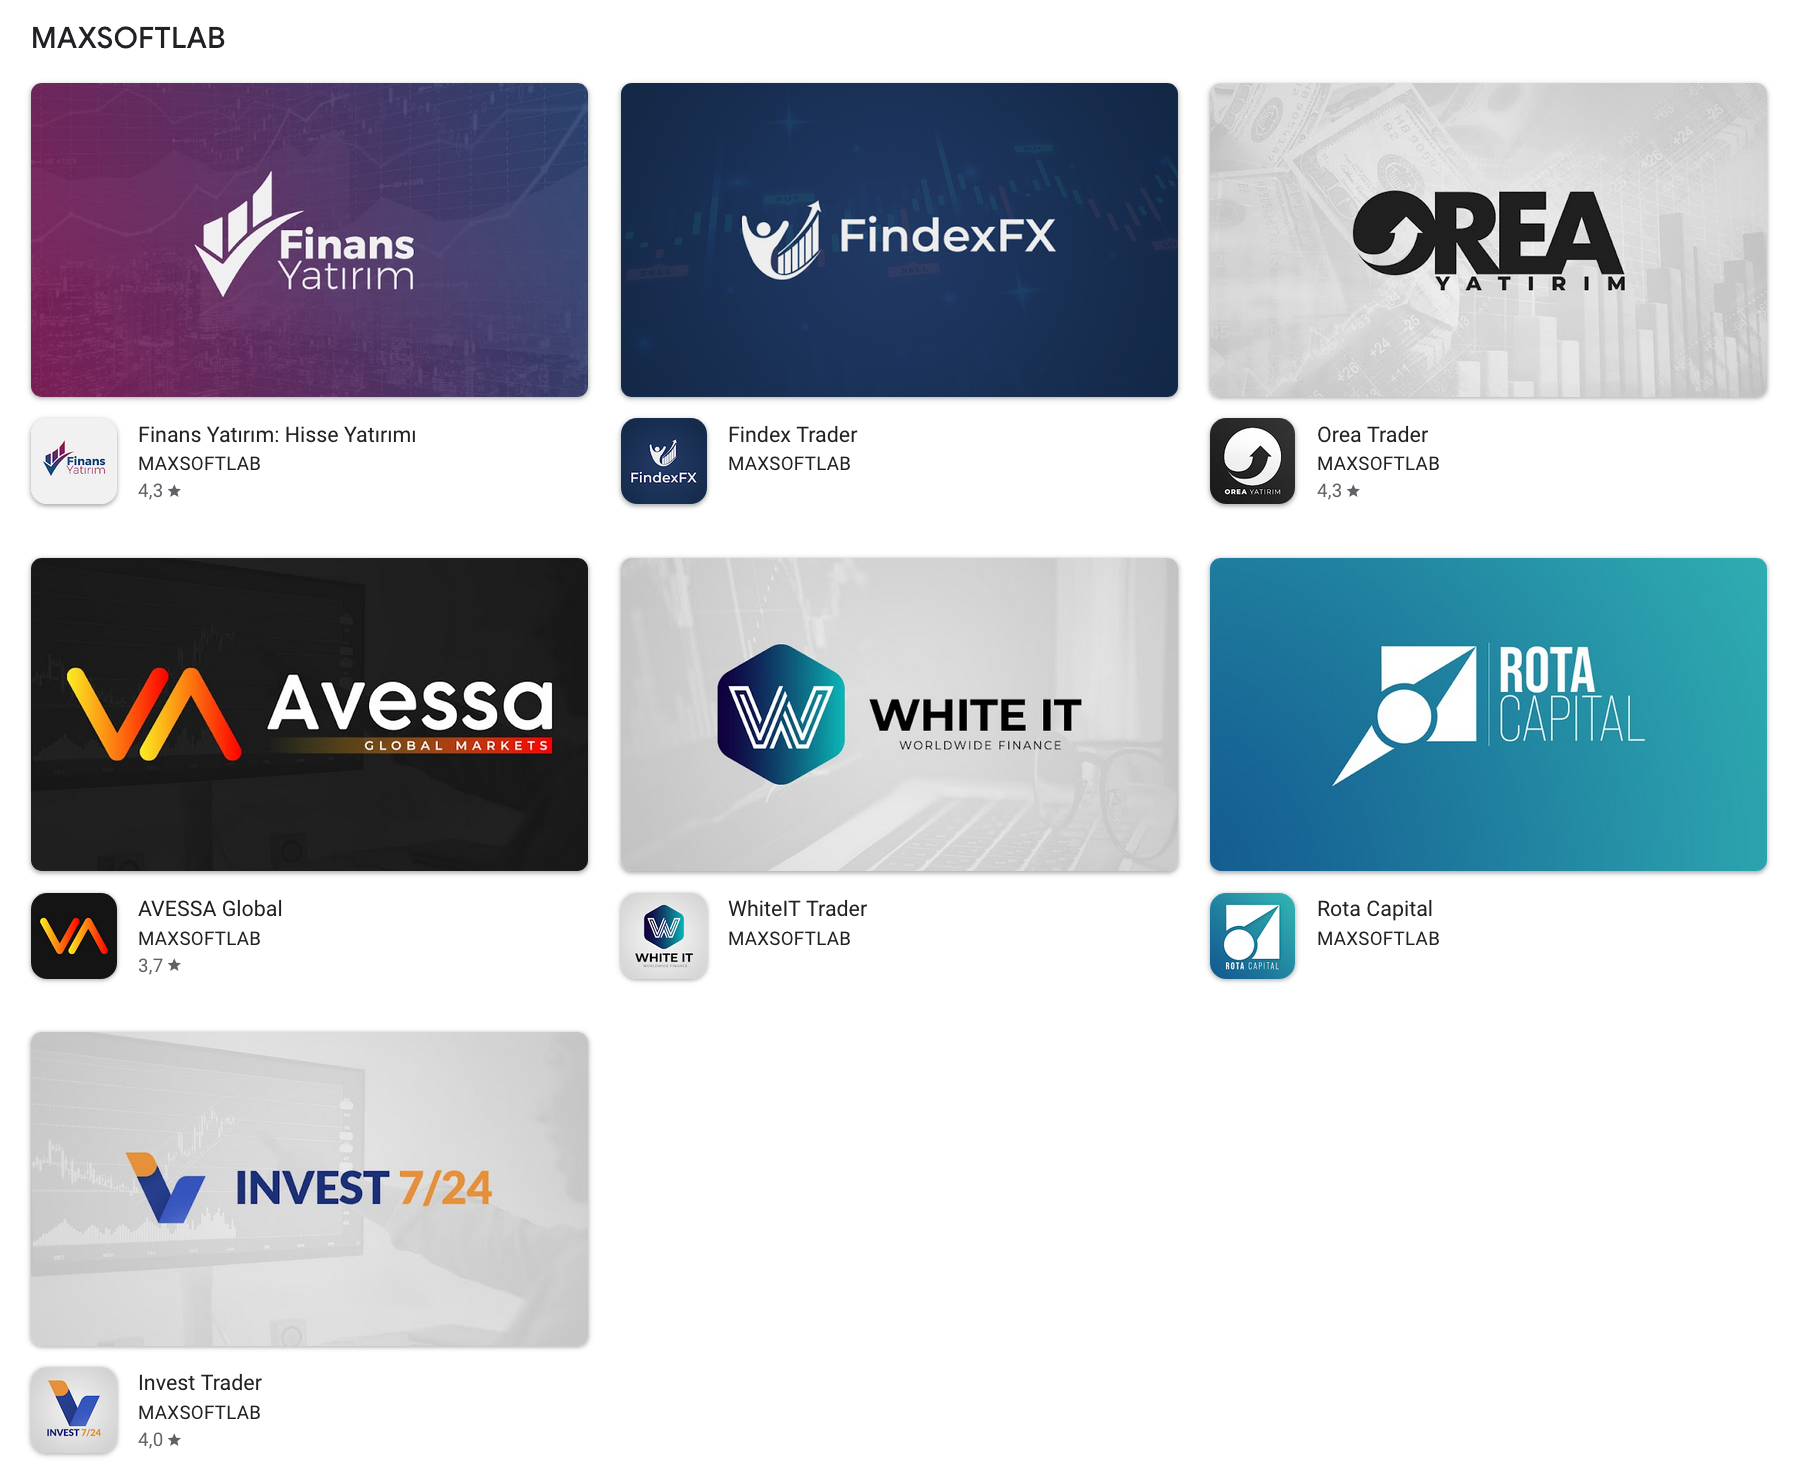 MAXSOFTLAB
Finans
Yatırım
FindexFX
OREA
YATIRIM
Finans
Yatırım
Finans Yatırım: Hisse Yatırımı
MAXSOFTLAB
4,3 ★
FindexFX
Findex Trader
MAXSOFTLAB
OREA YATIRIM
Orea Trader
MAXSOFTLAB
4,3 ★
Avessa
GLOBAL MARKETS
WHITE IT
WORLDWIDE FINANCE
ROTA
CAPITAL
AVESSA Global
MAXSOFTLAB
3,7 ★
WHITE IT
WORLDWIDE FINANCE
WhiteIT Trader
MAXSOFTLAB
ROTA CAPITAL
Rota Capital
MAXSOFTLAB
INVEST 7/24
INVEST 7/24
Invest Trader
MAXSOFTLAB
4,0 ★